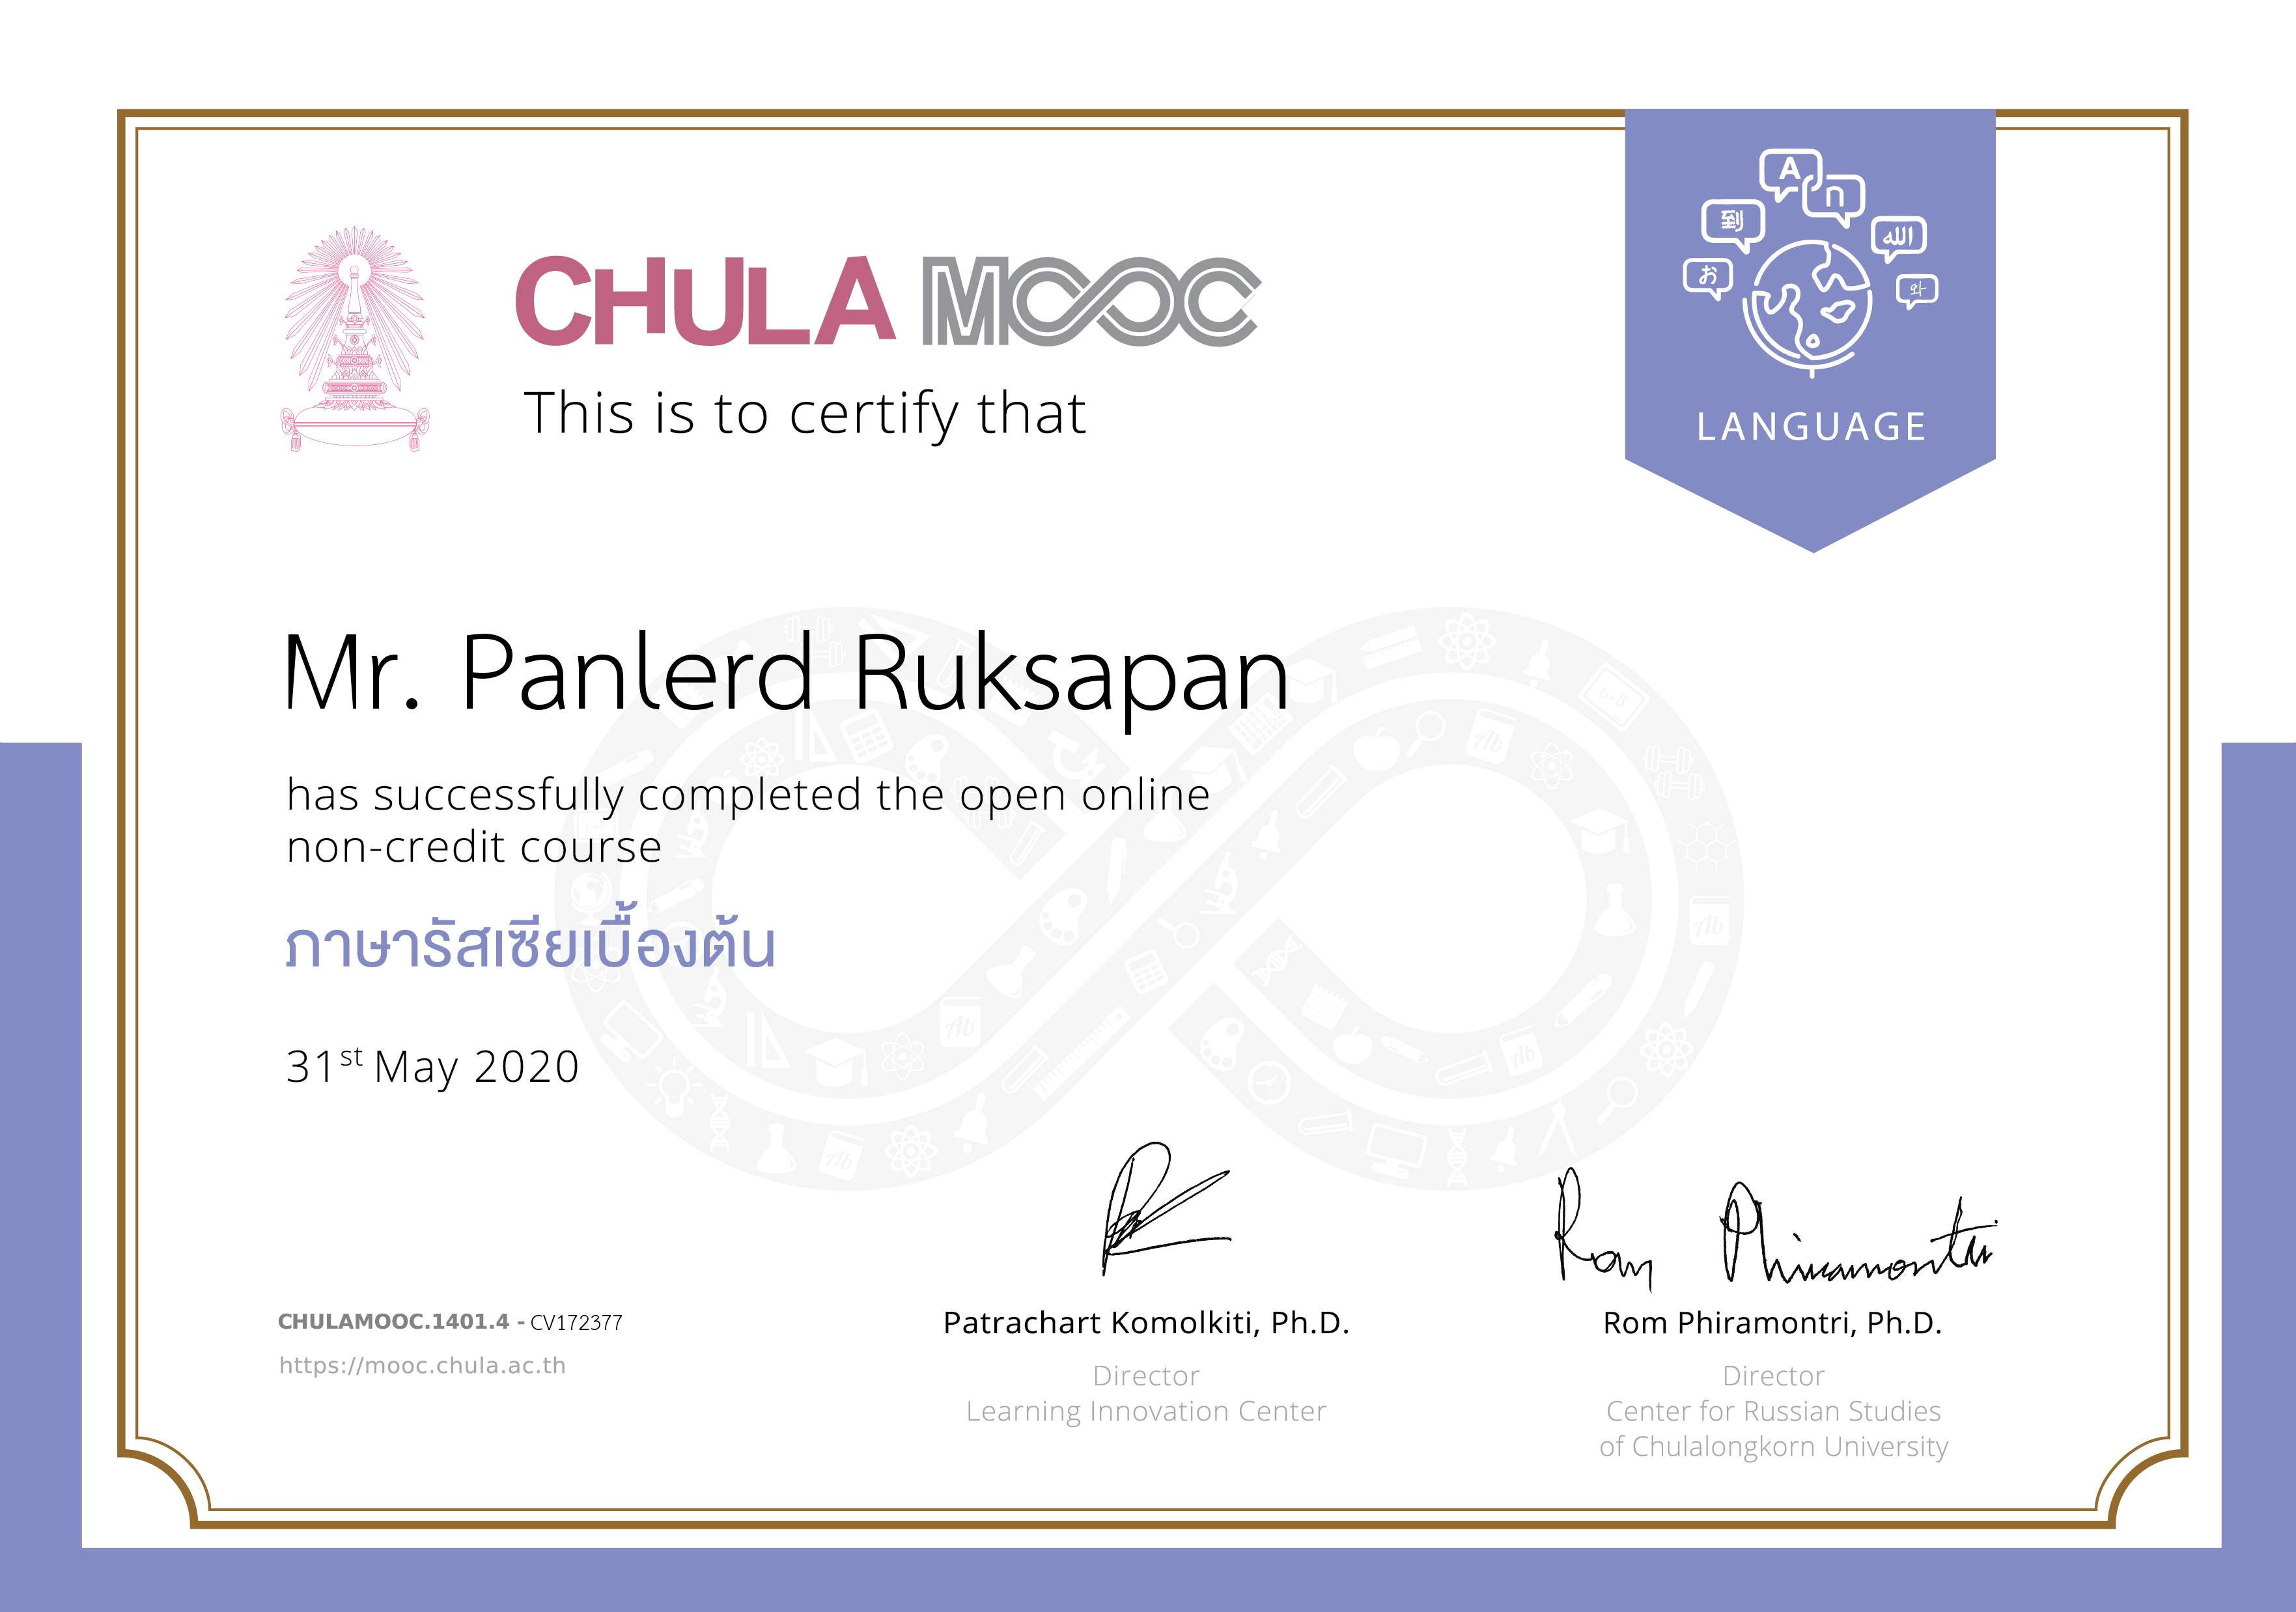 CHULA MOOC
This is to certify that
A
n
到
الله
お
와
LANGUAGE
Mr. Panlerd Ruksapan
has successfully completed the open online
non-credit course
ภาษารัสเซียเบื้องต้น
31st May 2020
Rom Phiramontri
Patrachart Komolkiti, Ph.D.
Director
Learning Innovation Center
Rom Phiramontri, Ph.D.
Director
Center for Russian Studies
of Chulalongkorn University
CHULAMOOC.1401.4 - CV172377
https://mooc.chula.ac.th